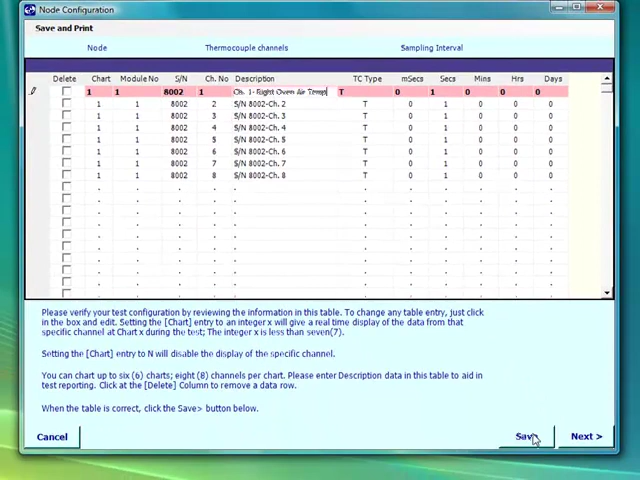 Node Configuration
Save and Print
Node Thermocouple channels Sampling Interval
Delete Chart Module No S/N Ch. No Description TC Type mSecs Secs Mins Hrs Days
1 1 8002 1 Ch. 1- Right Oven Air Temp T 0 1 0 0 0
1 1 8002 2 S/N 8002-Ch. 2 T 0 1 0 0 0
1 1 8002 3 S/N 8002-Ch. 3 T 0 1 0 0 0
1 1 8002 4 S/N 8002-Ch. 4 T 0 1 0 0 0
1 1 8002 5 S/N 8002-Ch. 5 T 0 1 0 0 0
1 1 8002 6 S/N 8002-Ch. 6 T 0 1 0 0 0
1 1 8002 7 S/N 8002-Ch. 7 T 0 1 0 0 0
1 1 8002 8 S/N 8002-Ch. 8 T 0 1 0 0 0
Please verify your test configuration by reviewing the information in this table. To change any table entry, just click
in the box and edit. Setting the [Chart] entry to an integer x will give a real time display of the data from that
specific channel at Chart x during the test; The integer x is less than seven(7).
Setting the [Chart] entry to N will disable the display of the specific channel.
You can chart up to six (6) charts; eight (8) channels per chart. Please enter Description data in this table to aid in
test reporting. Click at the [Delete] Column to remove a data row.
When the table is correct, click the Save> button below.
Cancel Save Next >